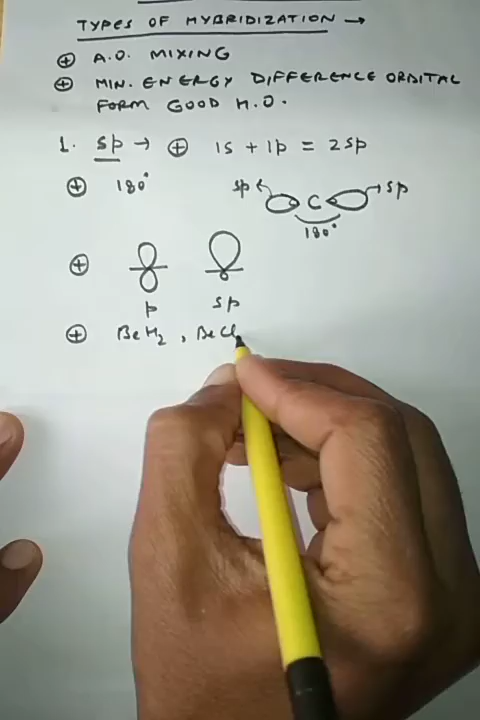 TYPES OF HYBRIDIZATION →
⊕ A.O. MIXING
⊕ MIN. ENERGY DIFFERENCE ORBITAL
FORM GOOD H.O.
1. sp → ⊕ 1s + 1p = 2sp
⊕ 180°
sp C sp
180°
⊕
p sp
⊕ BeH₂, BeCl